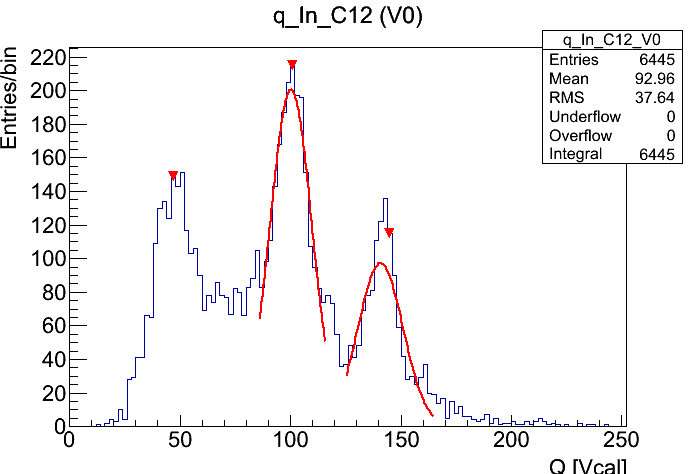 q_In_C12 (V0)
q_In_C12_V0
Entries 6445
Mean 92.96
RMS 37.64
Underflow 0
Overflow 0
Integral 6445
Entries/bin
220
200
180
160
140
120
100
80
60
40
20
0
0 50 100 150 200 250
Q [Vcal]